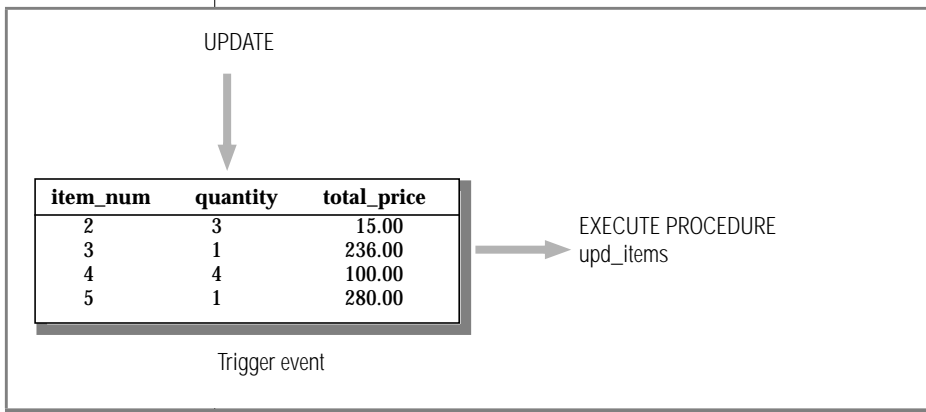 UPDATE
item_num quantity total_price
2 3 15.00
3 1 236.00
4 4 100.00
5 1 280.00
EXECUTE PROCEDURE
upd_items
Trigger event